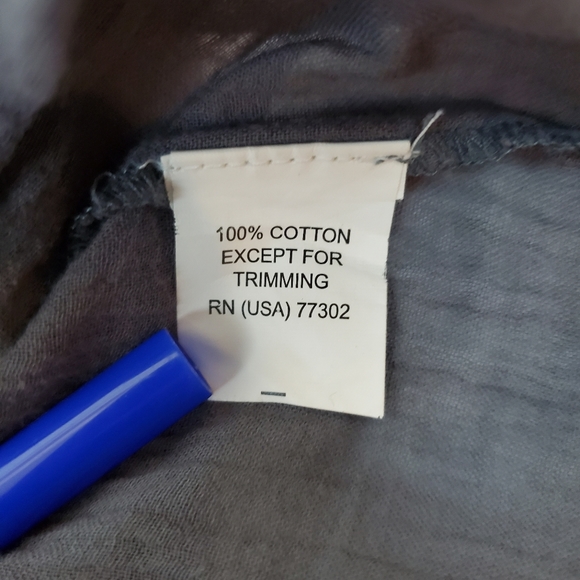 100% COTTON
EXCEPT FOR
TRIMMING
RN (USA) 77302